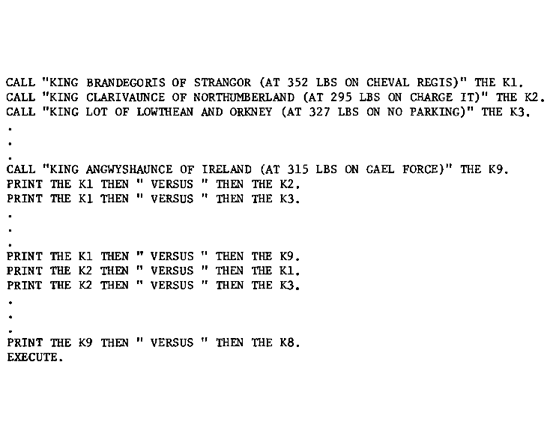 CALL "KING BRANDEGORIS OF STRANGOR (AT 352 LBS ON CHEVAL REGIS)" THE K1.
CALL "KING CLARIVAUNCE OF NORTHUMBERLAND (AT 295 LBS ON CHARGE IT)" THE K2.
CALL "KING LOT OF LOWTHEAN AND ORKNEY (AT 327 LBS ON NO PARKING)" THE K3.
.
.
.
CALL "KING ANGWYSHAUNCE OF IRELAND (AT 315 LBS ON GAEL FORCE)" THE K9.
PRINT THE K1 THEN " VERSUS " THEN THE K2.
PRINT THE K1 THEN " VERSUS " THEN THE K3.
.
.
.
PRINT THE K1 THEN " VERSUS " THEN THE K9.
PRINT THE K2 THEN " VERSUS " THEN THE K1.
PRINT THE K2 THEN " VERSUS " THEN THE K3.
.
.
.
PRINT THE K9 THEN " VERSUS " THEN THE K8.
EXECUTE.